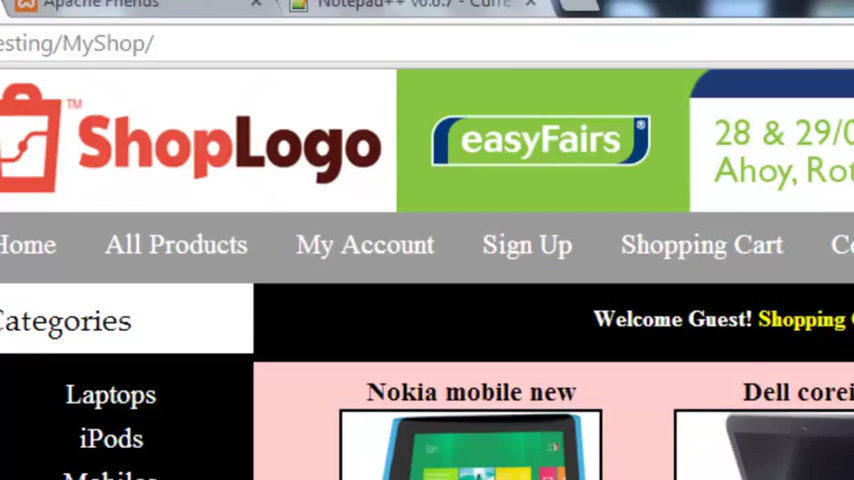 Apache Friends
Notepad++ v6.6.7 - Curre
esting/MyShop/
ShopLogo™
easyFairs®
28 & 29/0
Ahoy, Rot
Home
All Products
My Account
Sign Up
Shopping Cart
Co
Categories
Welcome Guest! Shopping
Laptops
iPods
Mobiles
Nokia mobile new
Dell corei